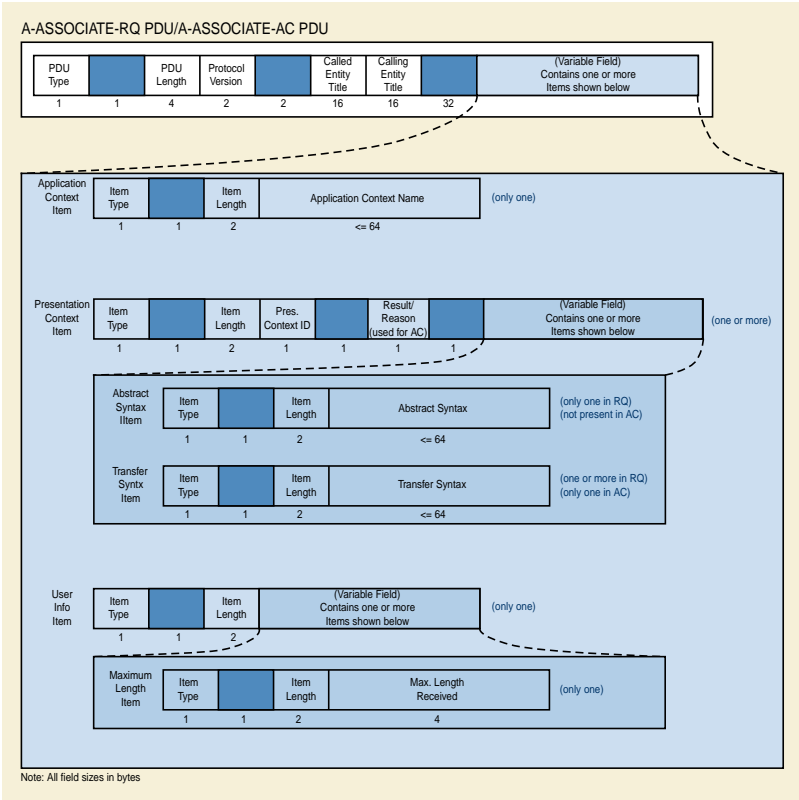 A-ASSOCIATE-RQ PDU/A-ASSOCIATE-AC PDU
PDU
Type
PDU
Length
Protocol
Version
Called
Entity
Title
Calling
Entity
Title
(Variable Field)
Contains one or more
Items shown below
1 1 4 2 2 16 16 32
Application
Context
Item
Item
Type
Item
Length
Application Context Name
(only one)
1 1 2 <= 64
Presentation
Context
Item
Item
Type
Item
Length
Pres.
Context ID
Result/
Reason
(used for AC)
(Variable Field)
Contains one or more
Items shown below
(one or more)
1 1 2 1 1 1 1
Abstract
Syntax
IItem
Item
Type
Item
Length
Abstract Syntax
(only one in RQ)
(not present in AC)
1 1 2 <= 64
Transfer
Syntx
Item
Item
Type
Item
Length
Transfer Syntax
(one or more in RQ)
(only one in AC)
1 1 2 <= 64
User
Info
Item
Item
Type
Item
Length
(Variable Field)
Contains one or more
Items shown below
(only one)
1 1 2
Maximum
Length
Item
Item
Type
Item
Length
Max. Length
Received
(only one)
1 1 2 4
Note: All field sizes in bytes